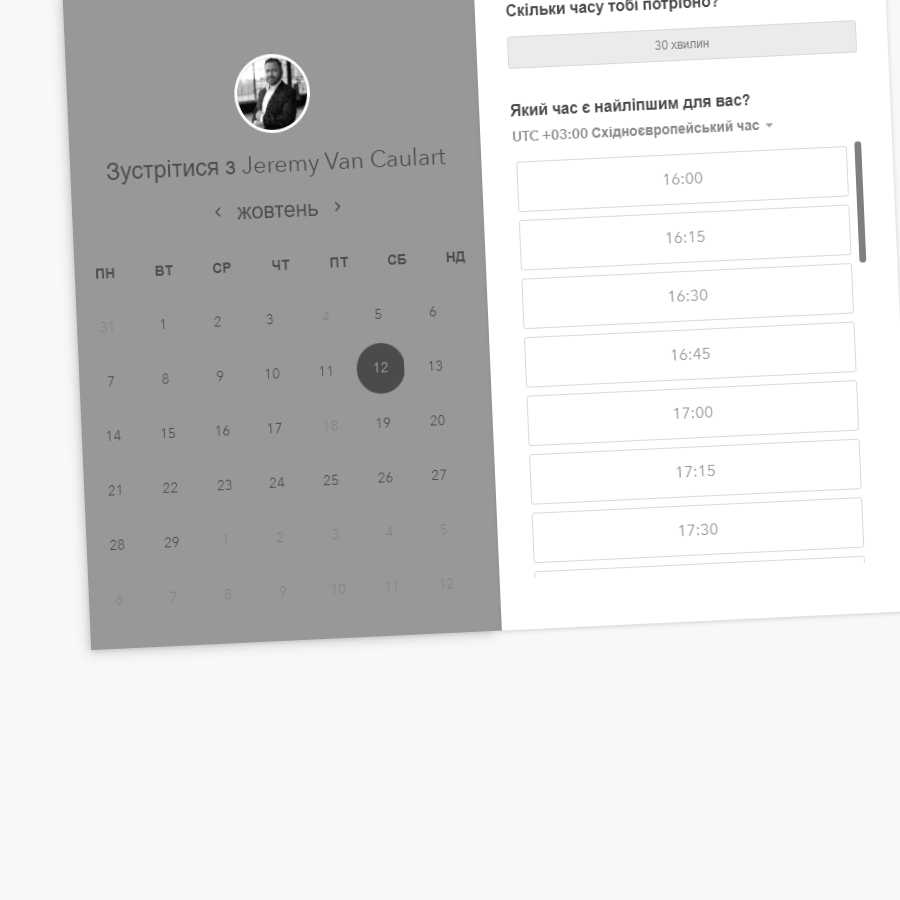 Зустрітися з Jeremy Van Caulart
‹ жовтень ›
ПН ВТ СР ЧТ ПТ СБ НД
31 1 2 3 4 5 6
7 8 9 10 11 12 13
14 15 16 17 18 19 20
21 22 23 24 25 26 27
28 29 1 2 3 4 5
6 7 8 9 10 11 12
Скільки часу тобі потрібно?
30 хвилин
Який час є найліпшим для вас?
UTC +03:00 Східноєвропейський час
16:00
16:15
16:30
16:45
17:00
17:15
17:30